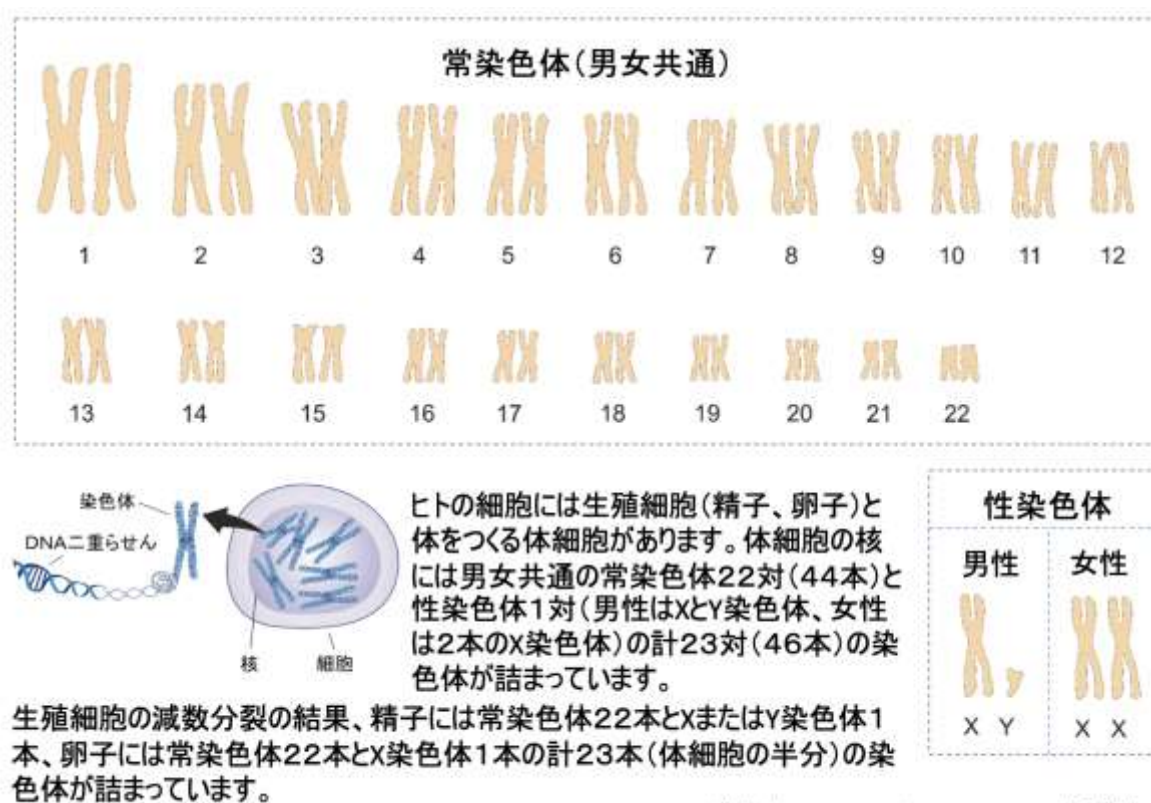 常染色体(男女共通)
1 2 3 4 5 6 7 8 9 10 11 12
13 14 15 16 17 18 19 20 21 22
染色体
DNA二重らせん
核
細胞
ヒトの細胞には生殖細胞(精子、卵子)と
体をつくる体細胞があります。体細胞の核
には男女共通の常染色体22対(44本)と
性染色体1対(男性はXとY染色体、女性
は2本のX染色体)の計23対(46本)の染
色体が詰まっています。
性染色体
男性 女性
X Y X X
生殖細胞の減数分裂の結果、精子には常染色体22本とXまたはY染色体1
本、卵子には常染色体22本とX染色体1本の計23本(体細胞の半分)の染
色体が詰まっています。